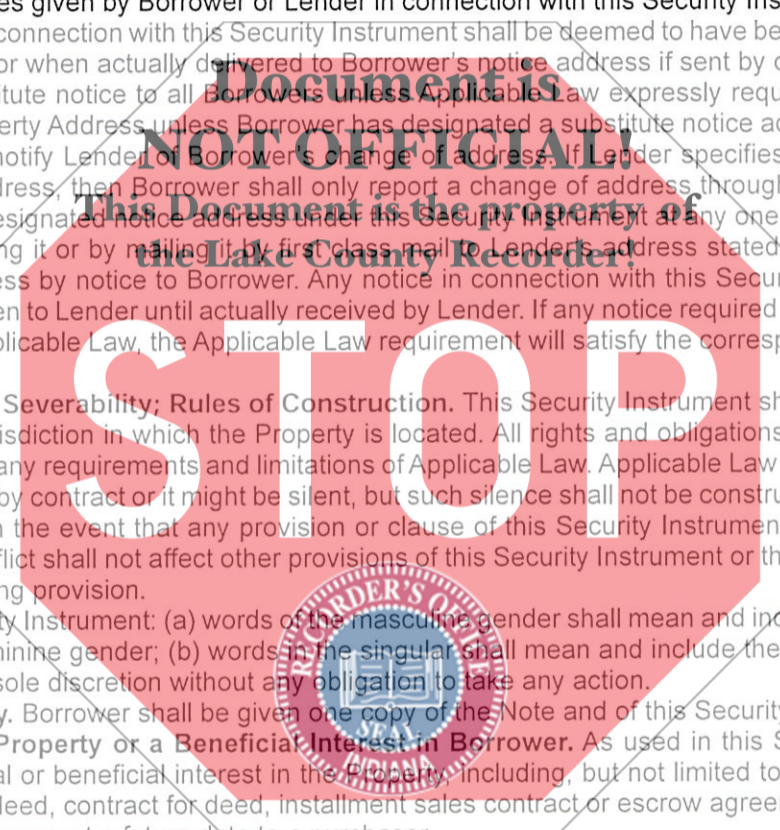 es given by Borrower or Lender in connection with this Security Ins
connection with this Security Instrument shall be deemed to have be
or when actually delivered to Borrower's notice address if sent by o
Document is
itute notice to all Borrowers unless Applicable Law expressly requ
erty Address unless Borrower has designated a substitute notice ad
NOT OFFICIAL!
notify Lender of Borrower's change of address. If Lender specifies
dress, then Borrower shall only report a change of address through
This Document is the property of
esignated notice address under this Security Instrument at any one
ng it or by mailing it by first class mail to Lender's address stated
the Lake County Recorder!
ess by notice to Borrower. Any notice in connection with this Secu
en to Lender until actually received by Lender. If any notice required
plicable Law, the Applicable Law requirement will satisfy the corresp
STOP
Severability; Rules of Construction. This Security Instrument sh
isdiction in which the Property is located. All rights and obligations
any requirements and limitations of Applicable Law. Applicable Law
by contract or it might be silent, but such silence shall not be constru
n the event that any provision or clause of this Security Instrumen
flict shall not affect other provisions of this Security Instrument or th
ng provision.
RECORDER'S OFFICE
ty Instrument: (a) words of the masculine gender shall mean and inc
minine gender; (b) words in the singular shall mean and include the
sole discretion without any obligation to take any action.
y. Borrower shall be given one copy of the Note and of this Securit
SEAL
Property or a Beneficial Interest in Borrower. As used in this S
INDIANA
al or beneficial interest in the Property, including, but not limited to
deed, contract for deed, installment sales contract or escrow agree